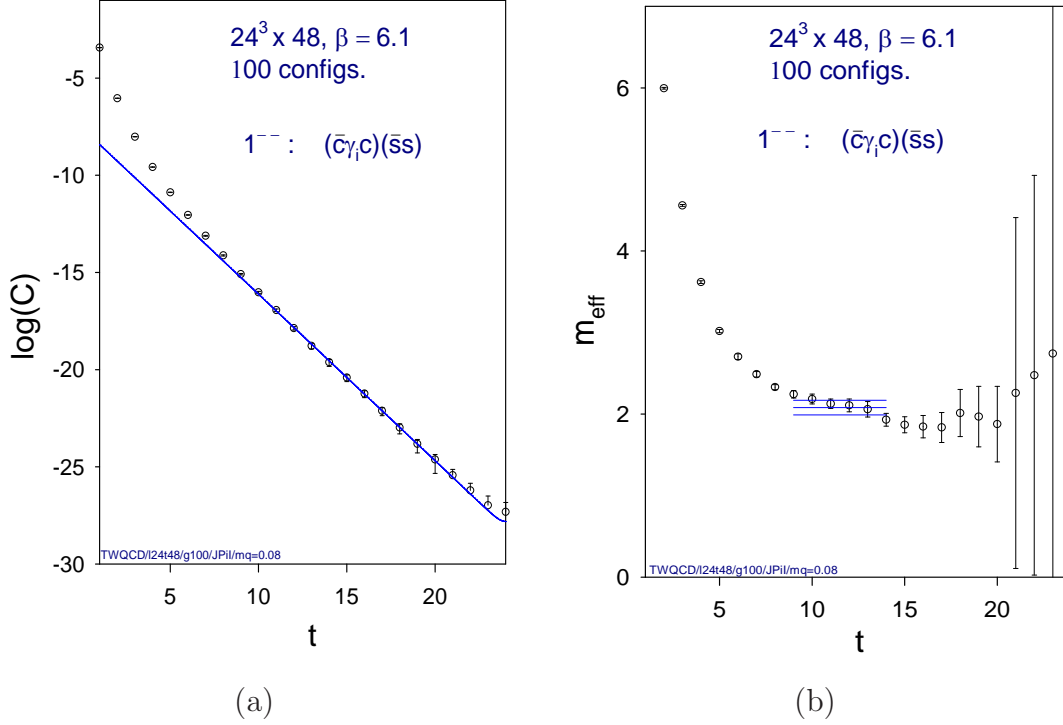 24³ x 48, β = 6.1
100 configs.
1⁻⁻ : (c̄γᵢc)(s̄s)
log(C)
-5
-10
-15
-20
-25
-30
TWQCD/l24t48/g100/JPiI/mq=0.08
5 10 15 20
t
(a)
24³ x 48, β = 6.1
100 configs.
1⁻⁻ : (c̄γᵢc)(s̄s)
m_eff
6
4
2
0
TWQCD/l24t48/g100/JPiI/mq=0.08
5 10 15 20
t
(b)